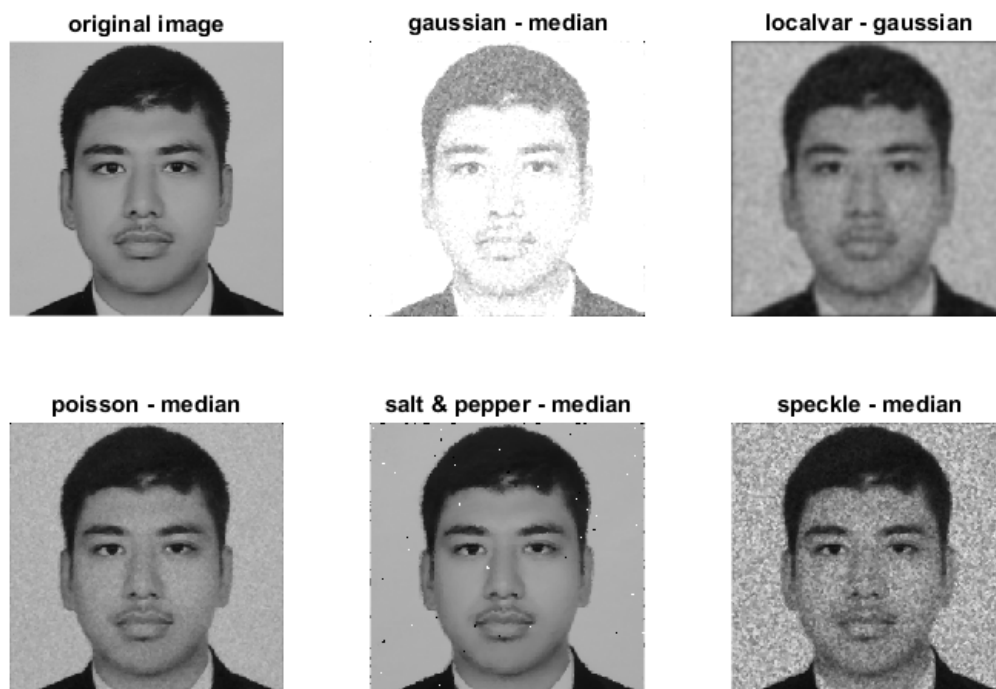 original image
gaussian - median
localvar - gaussian
poisson - median
salt & pepper - median
speckle - median